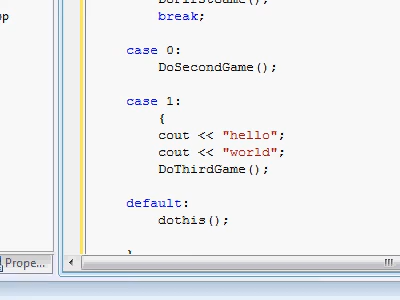 break;
case 0:
DoSecondGame();
case 1:
{
cout << "hello";
cout << "world";
DoThirdGame();
default:
dothis();
Prope...